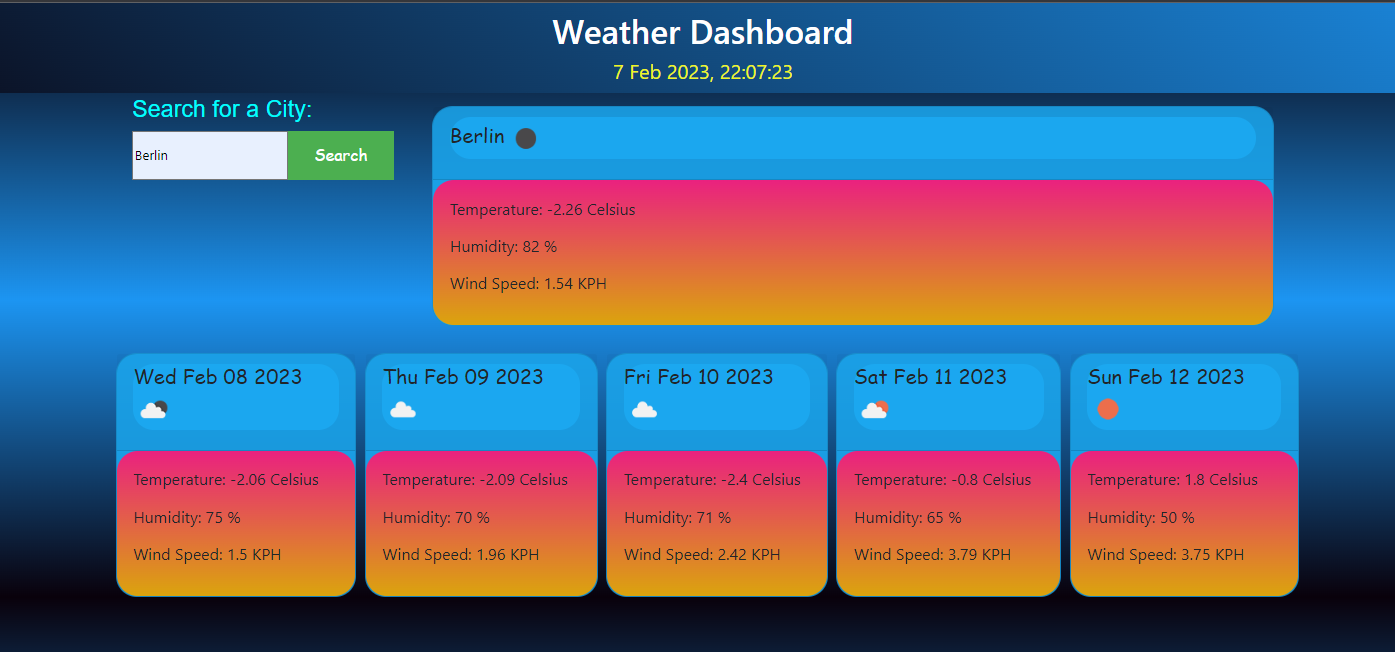 Weather Dashboard
7 Feb 2023, 22:07:23
Search for a City:
Berlin
Search
Berlin
Temperature: -2.26 Celsius
Humidity: 82 %
Wind Speed: 1.54 KPH
Wed Feb 08 2023
Temperature: -2.06 Celsius
Humidity: 75 %
Wind Speed: 1.5 KPH
Thu Feb 09 2023
Temperature: -2.09 Celsius
Humidity: 70 %
Wind Speed: 1.96 KPH
Fri Feb 10 2023
Temperature: -2.4 Celsius
Humidity: 71 %
Wind Speed: 2.42 KPH
Sat Feb 11 2023
Temperature: -0.8 Celsius
Humidity: 65 %
Wind Speed: 3.79 KPH
Sun Feb 12 2023
Temperature: 1.8 Celsius
Humidity: 50 %
Wind Speed: 3.75 KPH